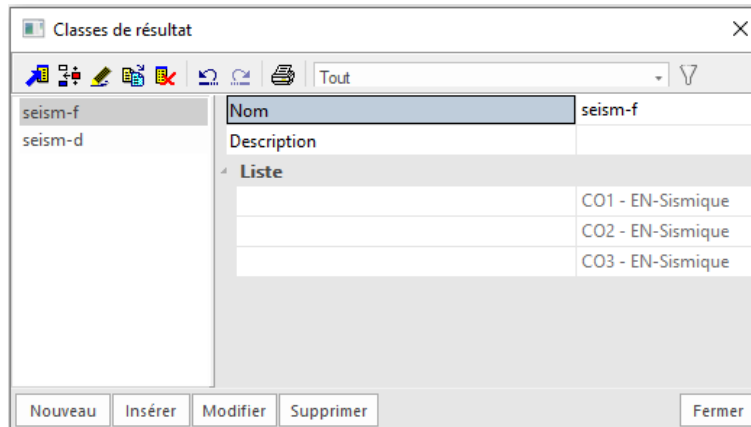 Classes de résultat
Tout
seism-f
seism-d
Nom seism-f
Description
Liste
CO1 - EN-Sismique
CO2 - EN-Sismique
CO3 - EN-Sismique
Nouveau Insérer Modifier Supprimer Fermer